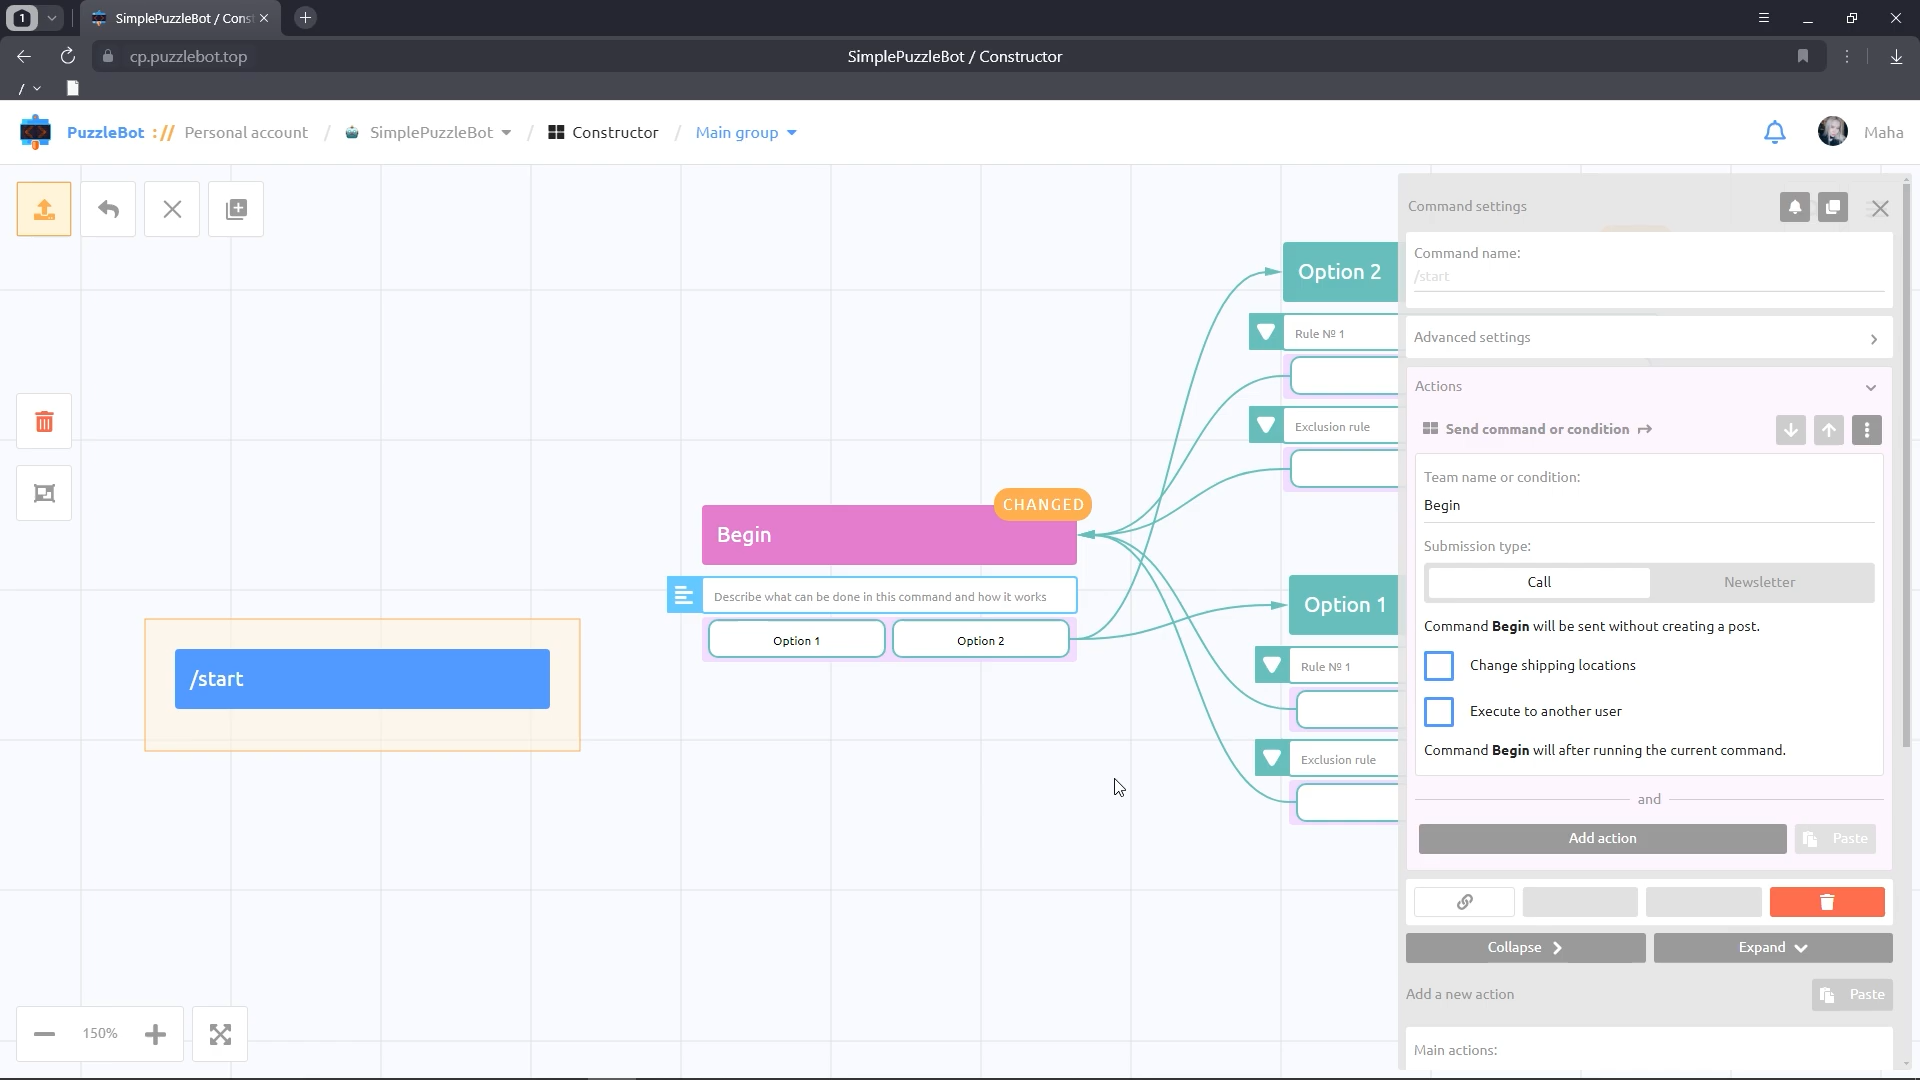 1
SimplePuzzleBot / Cons
cp.puzzlebot.top
SimplePuzzleBot / Constructor
/
PuzzleBot :// Personal account / SimplePuzzleBot / Constructor / Main group
Maha
Command settings
Command name:
/start
Advanced settings
Actions
Send command or condition
Team name or condition:
Begin
Submission type:
Call
Newsletter
Command Begin will be sent without creating a post.
Change shipping locations
Execute to another user
Command Begin will after running the current command.
and
Add action
Paste
Collapse
Expand
Add a new action
Paste
Main actions:
Option 2
Rule № 1
Exclusion rule
CHANGED
Begin
Describe what can be done in this command and how it works
Option 1
Option 2
Option 1
Rule № 1
Exclusion rule
/start
150%